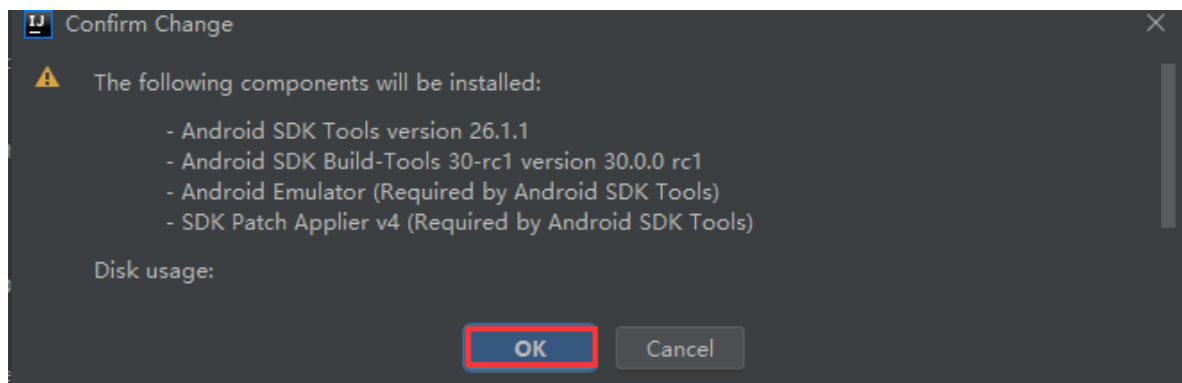 IJ Confirm Change
The following components will be installed:
- Android SDK Tools version 26.1.1
- Android SDK Build-Tools 30-rc1 version 30.0.0 rc1
- Android Emulator (Required by Android SDK Tools)
- SDK Patch Applier v4 (Required by Android SDK Tools)
Disk usage:
OK Cancel